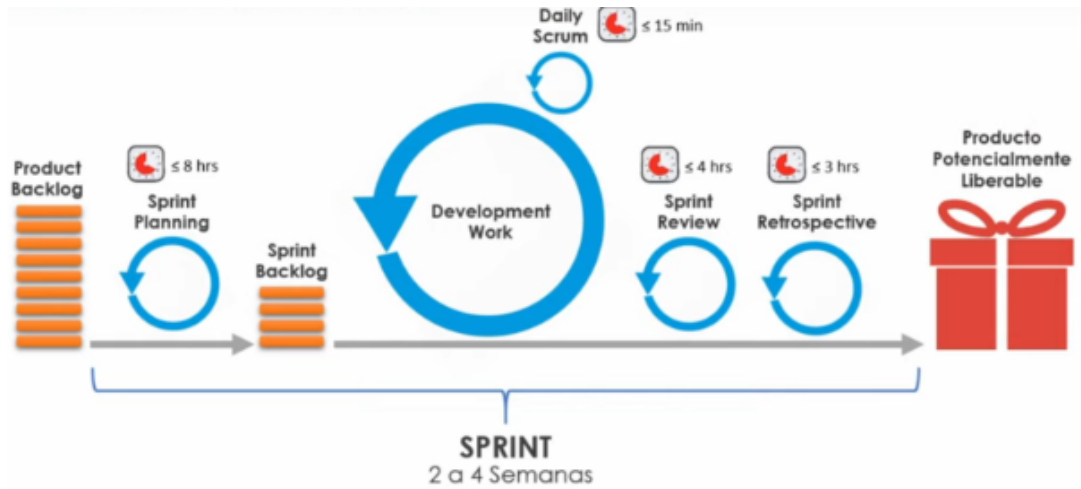 Product
Backlog
≤ 8 hrs
Sprint
Planning
Sprint
Backlog
Daily
Scrum
≤ 15 min
Development
Work
≤ 4 hrs
Sprint
Review
≤ 3 hrs
Sprint
Retrospective
Producto
Potencialmente
Liberable
SPRINT
2 a 4 Semanas